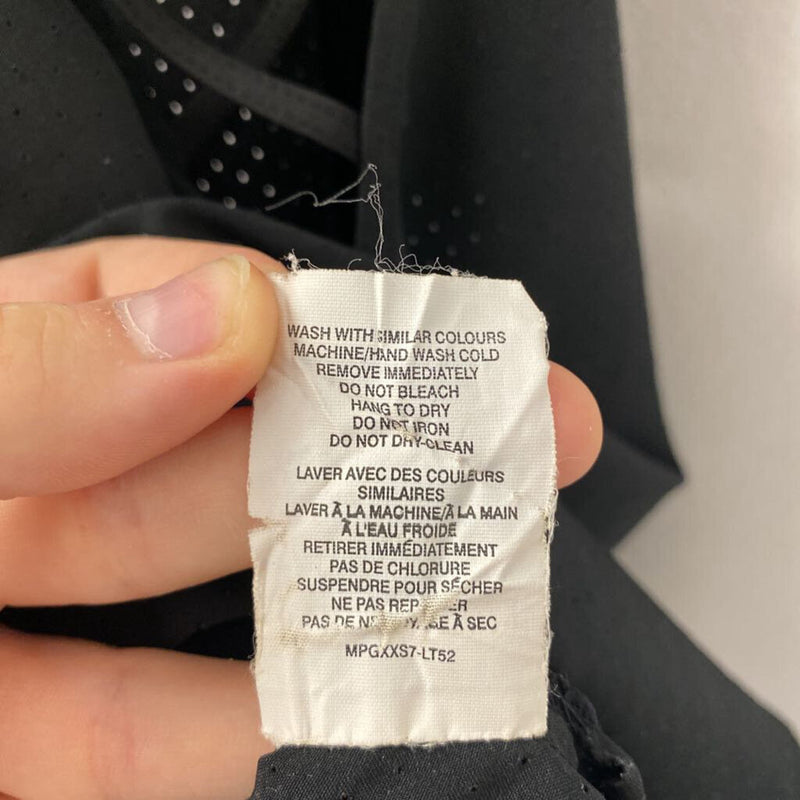 WASH WITH SIMILAR COLOURS
MACHINE/HAND WASH COLD
REMOVE IMMEDIATELY
DO NOT BLEACH
HANG TO DRY
DO NOT IRON
DO NOT DRY-CLEAN
LAVER AVEC DES COULEURS
SIMILAIRES
LAVER À LA MACHINE/À LA MAIN
À L'EAU FROIDE
RETIRER IMMÉDIATEMENT
PAS DE CHLORURE
SUSPENDRE POUR SÉCHER
NE PAS
PAS DE À SEC
MPGXXS7-LT52